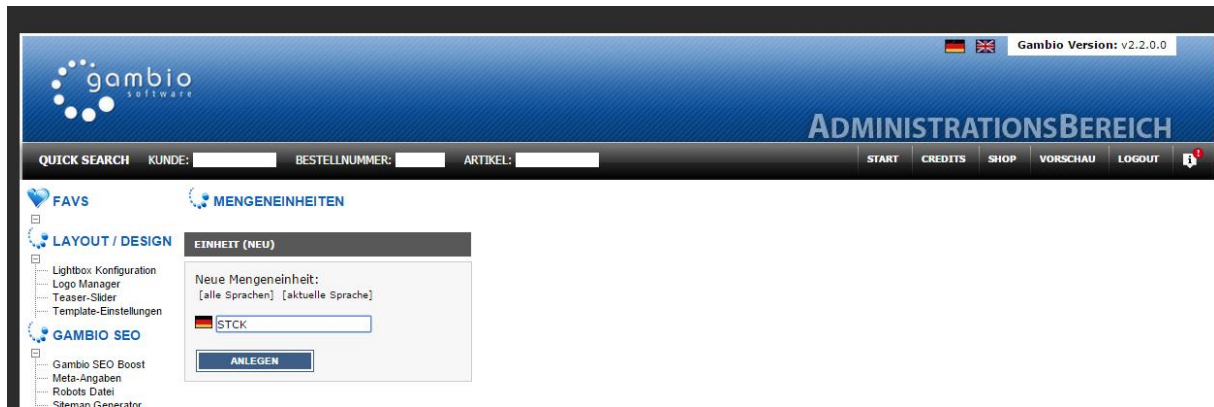 Gambio Version: v2.2.0.0
gambio
software
ADMINISTRATIONSBEREICH
QUICK SEARCH KUNDE: BESTELLNUMMER: ARTIKEL: START CREDITS SHOP VORSCHAU LOGOUT
FAVS
LAYOUT / DESIGN
Lightbox Konfiguration
Logo Manager
Teaser-Slider
Template-Einstellungen
GAMBIO SEO
Gambio SEO Boost
Meta-Angaben
Robots Datei
Sitemap Generator
MENGENEINHEITEN
EINHEIT (NEU)
Neue Mengeneinheit:
[alle Sprachen] [aktuelle Sprache]
STCK
ANLEGEN